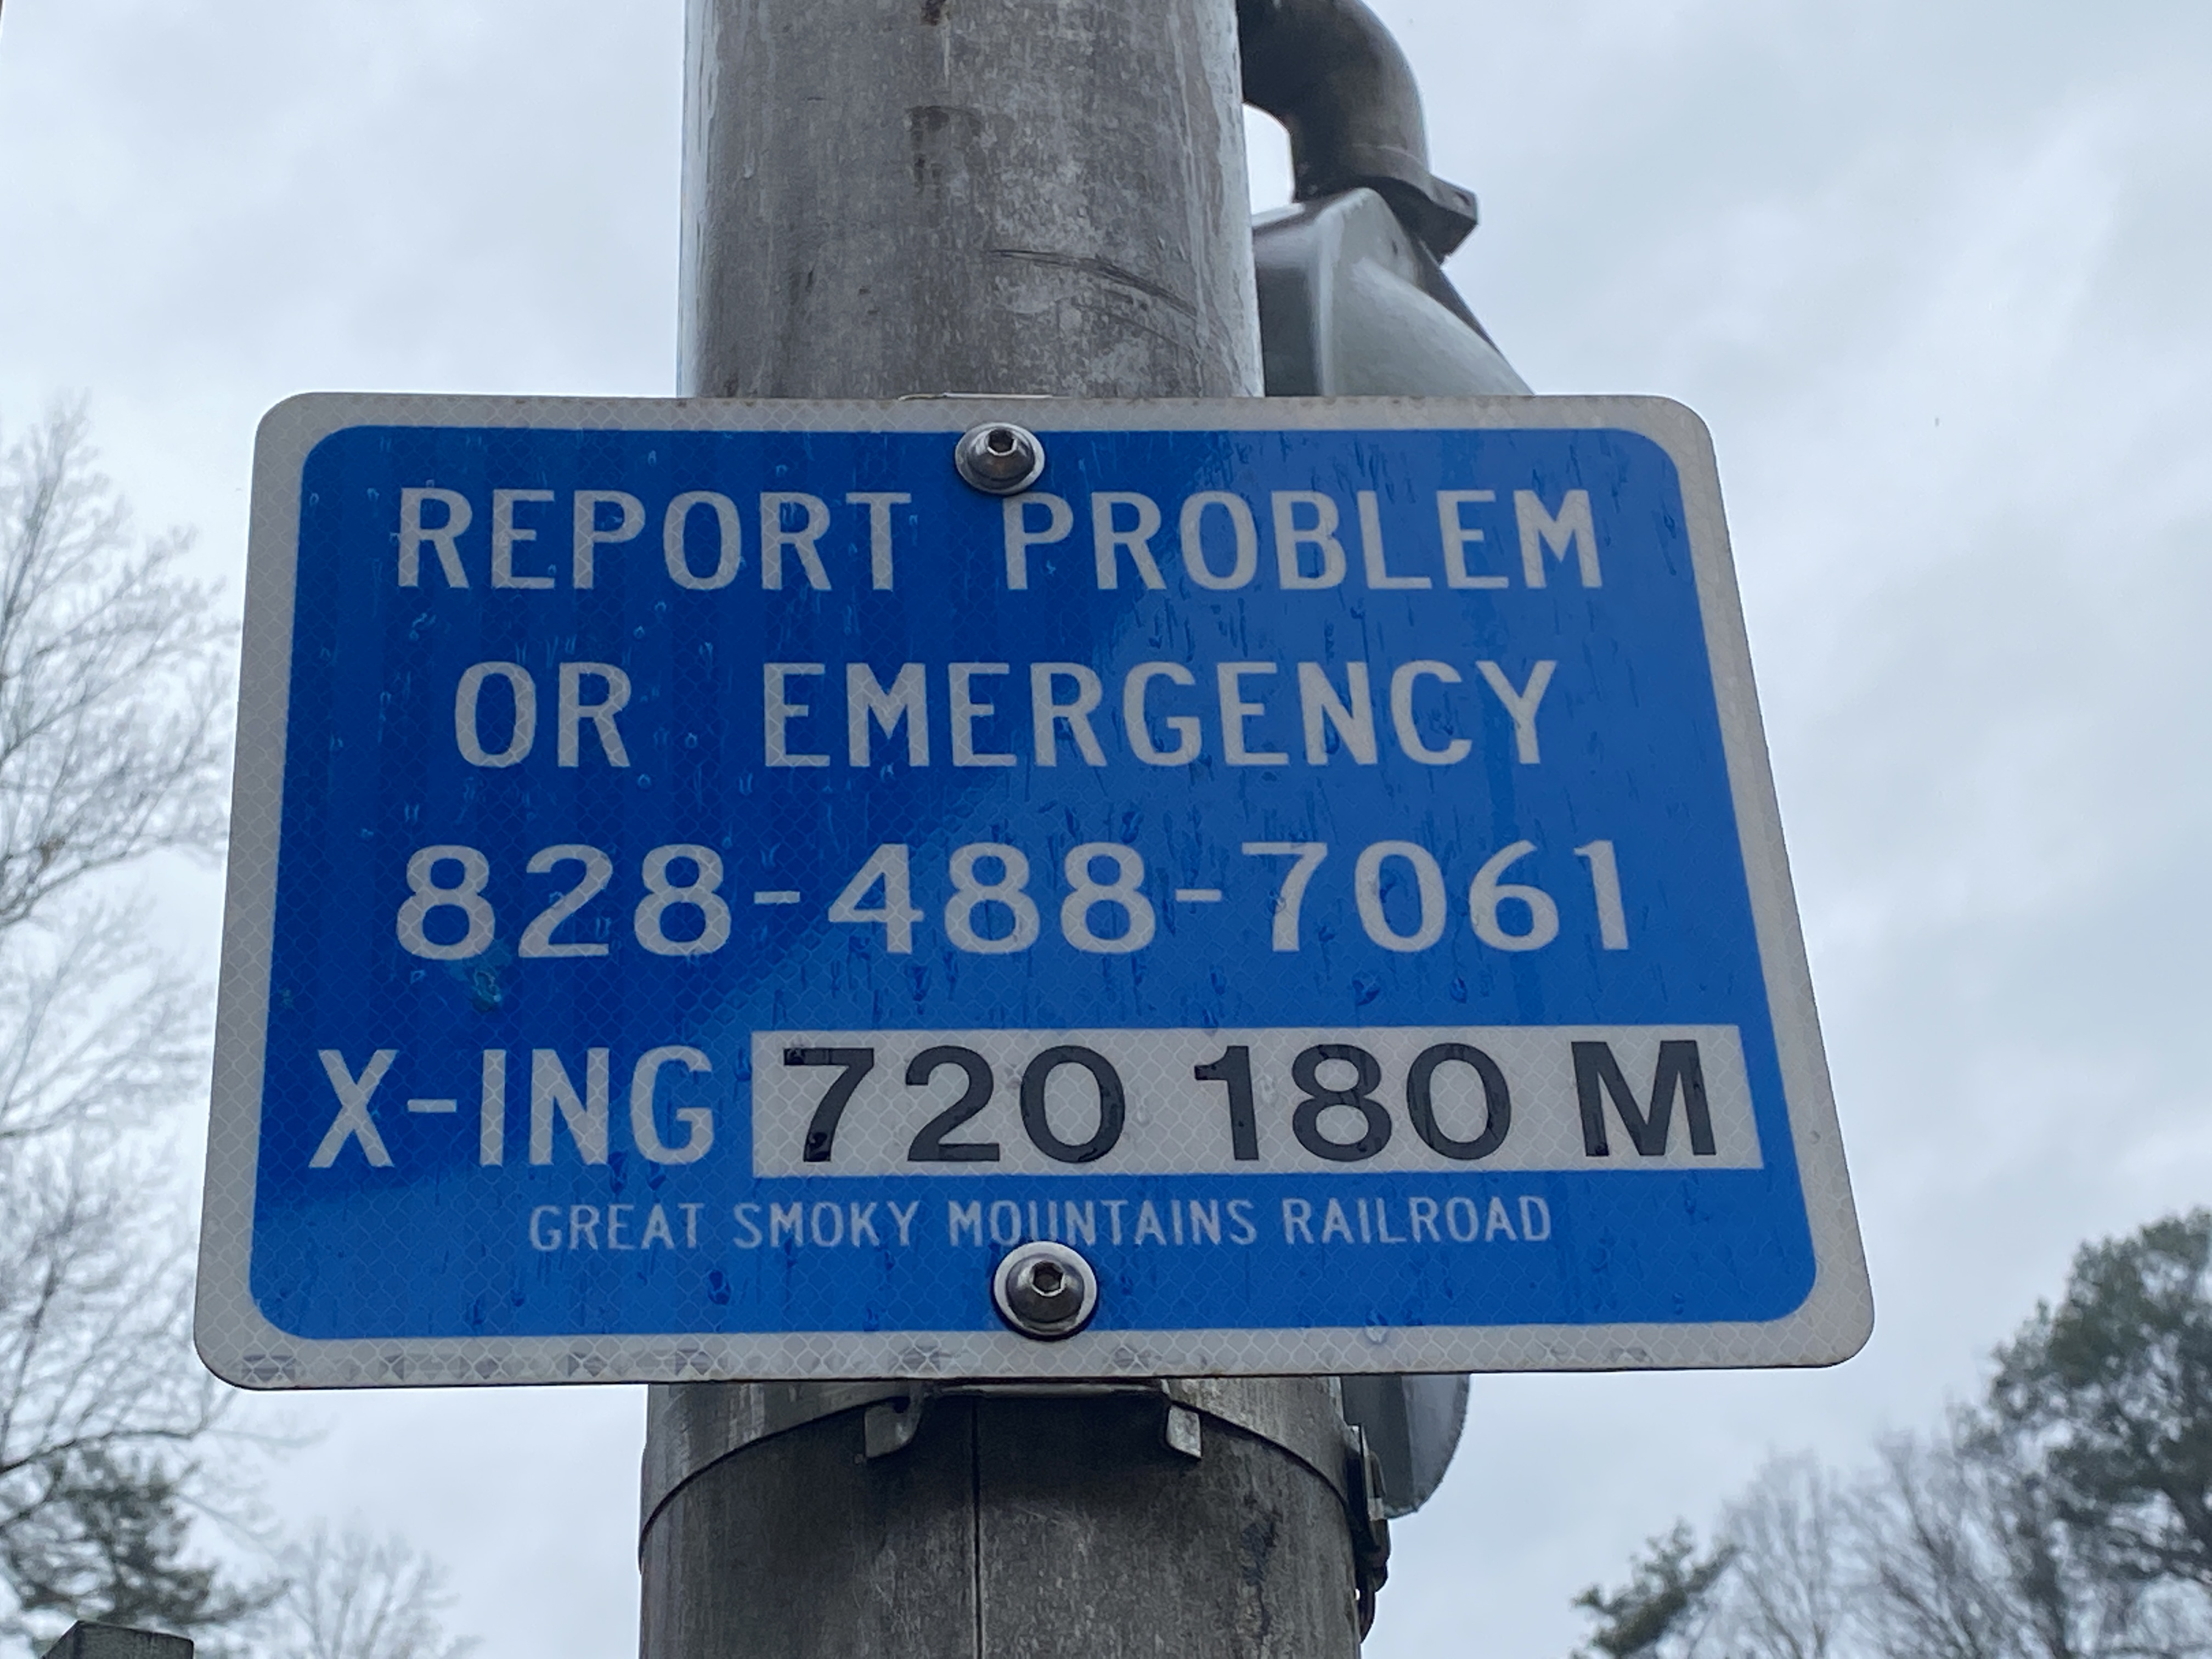 REPORT PROBLEM
OR EMERGENCY
828-488-7061
X-ING 720 180 M
GREAT SMOKY MOUNTAINS RAILROAD